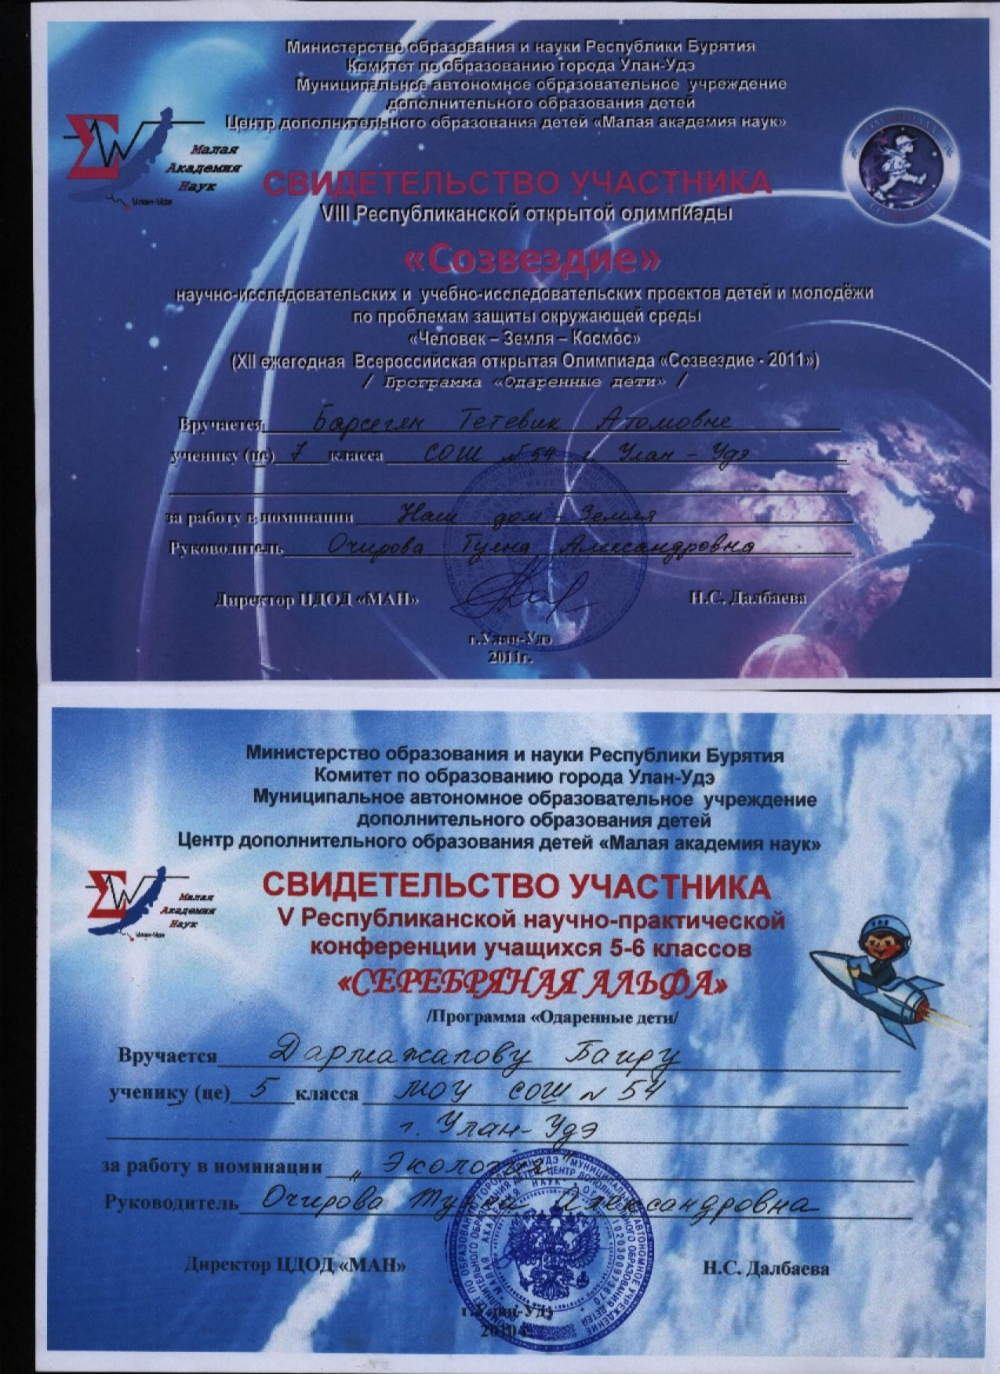 Министерство образования и науки Республики Бурятия
Комитет по образованию города Улан-Удэ
Муниципальное автономное образовательное учреждение
дополнительного образования детей
Центр дополнительного образования детей «Малая академия наук»
Малая
Академия
Наук
Улан-Удэ
СВИДЕТЕЛЬСТВО УЧАСТНИКА
VIII Республиканской открытой олимпиады
«Созвездие»
научно-исследовательских и учебно-исследовательских проектов детей и молодёжи
по проблемам защиты окружающей среды
«Человек – Земля – Космос»
(XII ежегодная Всероссийская открытая Олимпиада «Созвездие - 2011»)
/ Программа «Одаренные дети» /
Вручается Барсегян Тетевик Атомовне
ученику (це) 7 класса СОШ №54 г. Улан-Удэ
за работу в номинации Наш дом - Земля
Руководитель Очирова Туяна Александровна
Директор ЦДОД «МАН» Н.С. Далбаева
г.Улан-Удэ
2011г.
Министерство образования и науки Республики Бурятия
Комитет по образованию города Улан-Удэ
Муниципальное автономное образовательное учреждение
дополнительного образования детей
Центр дополнительного образования детей «Малая академия наук»
Малая
Академия
Наук
Улан-Удэ
СВИДЕТЕЛЬСТВО УЧАСТНИКА
V Республиканской научно-практической
конференции учащихся 5-6 классов
«СЕРЕБРЯНАЯ АЛЬФА»
/Программа «Одаренные дети/
Вручается Дармажапову Баиру
ученику (це) 5 класса МОУ СОШ №54
г. Улан-Удэ
за работу в номинации "Экология"
Руководитель Очирова Туяна Александровна
Директор ЦДОД «МАН» Н.С. Далбаева
г.Улан-Удэ